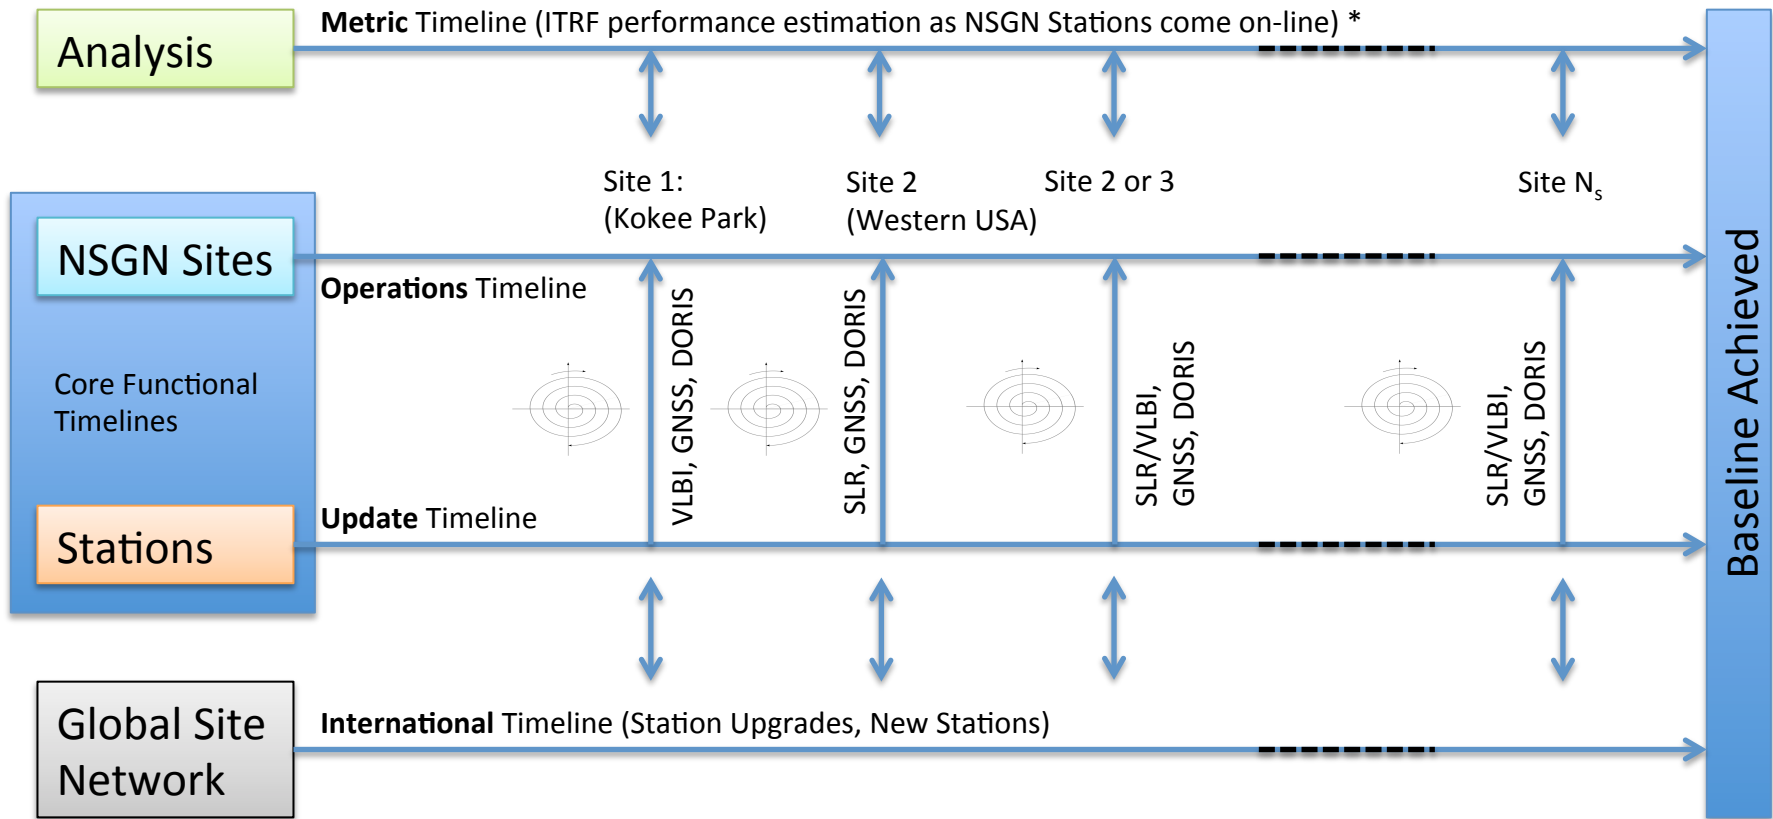 Metric Timeline (ITRF performance estimation as NSGN Stations come on-line) *
Analysis
Site 1:
(Kokee Park)
Site 2
(Western USA)
Site 2 or 3
Site Ns
NSGN Sites
Operations Timeline
Core Functional
Timelines
VLBI, GNSS, DORIS
SLR, GNSS, DORIS
SLR/VLBI,
GNSS, DORIS
SLR/VLBI,
GNSS, DORIS
Update Timeline
Stations
Global Site
Network
International Timeline (Station Upgrades, New Stations)
Baseline Achieved